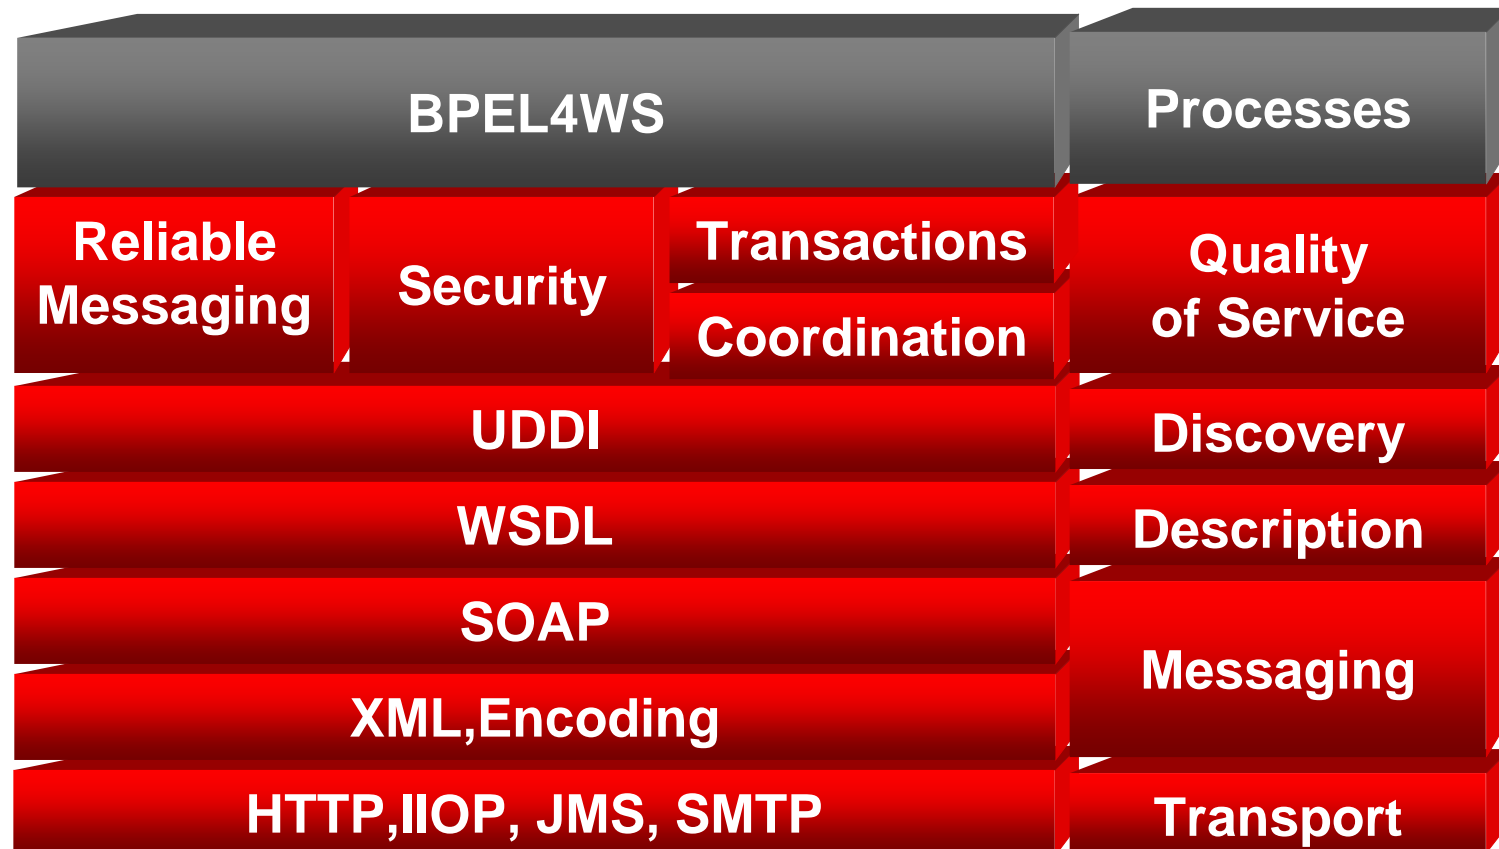 BPEL4WS
Processes
Reliable
Messaging
Security
Transactions
Coordination
Quality
of Service
UDDI
Discovery
WSDL
Description
SOAP
XML,Encoding
Messaging
HTTP,IIOP, JMS, SMTP
Transport